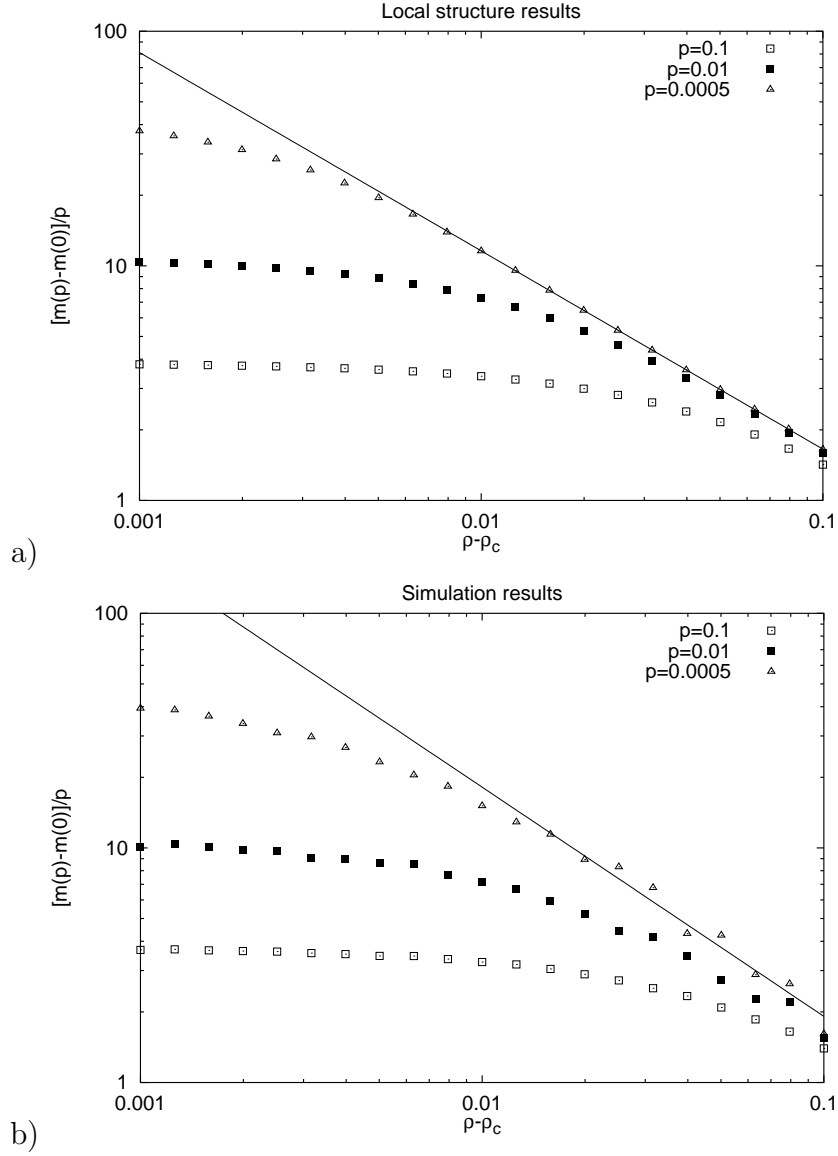 Local structure results
100
10
1
[m(p)-m(0)]/p
p=0.1
p=0.01
p=0.0005
0.001
0.01
0.1
ρ-ρc
a)
Simulation results
100
10
1
[m(p)-m(0)]/p
p=0.1
p=0.01
p=0.0005
0.001
0.01
0.1
ρ-ρc
b)